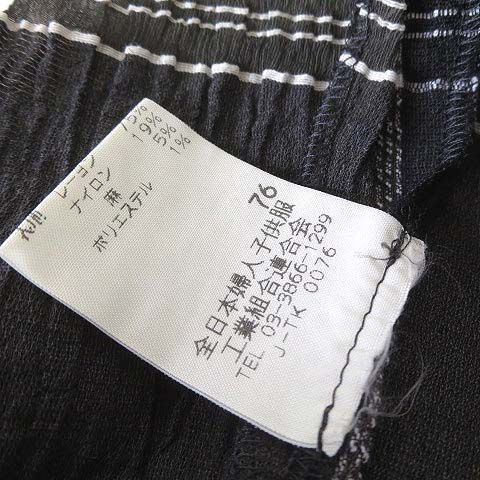 レーヨン 75%
ナイロン 19%
麻 5%
ポリエステル 1%
76
全日本婦人子供服
工業組合連合会
TEL 03-3866-1299
J-TK 0076